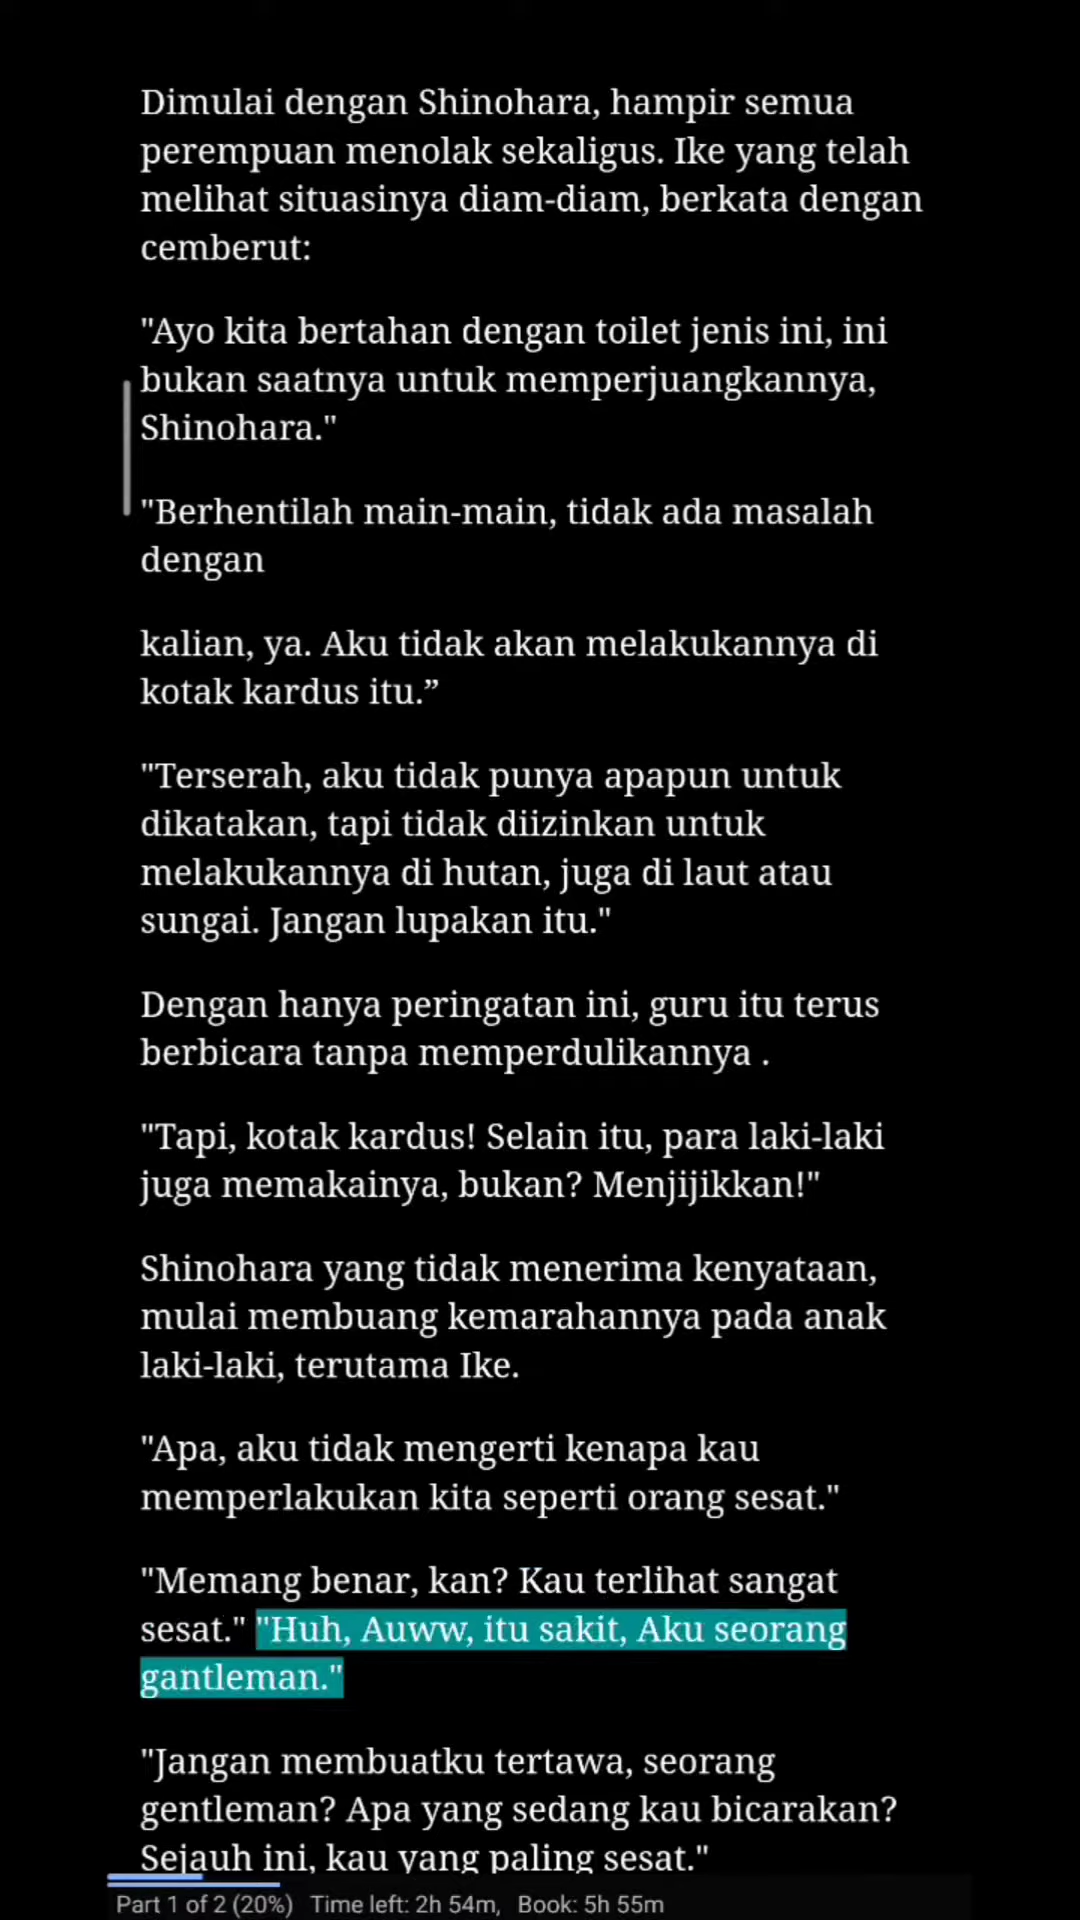 Dimulai dengan Shinohara, hampir semua
perempuan menolak sekaligus. Ike yang telah
melihat situasinya diam-diam, berkata dengan
cemberut:
"Ayo kita bertahan dengan toilet jenis ini, ini
bukan saatnya untuk memperjuangkannya,
Shinohara."
"Berhentilah main-main, tidak ada masalah
dengan
kalian, ya. Aku tidak akan melakukannya di
kotak kardus itu.”
"Terserah, aku tidak punya apapun untuk
dikatakan, tapi tidak diizinkan untuk
melakukannya di hutan, juga di laut atau
sungai. Jangan lupakan itu."
Dengan hanya peringatan ini, guru itu terus
berbicara tanpa memperdulikannya .
"Tapi, kotak kardus! Selain itu, para laki-laki
juga memakainya, bukan? Menjijikkan!"
Shinohara yang tidak menerima kenyataan,
mulai membuang kemarahannya pada anak
laki-laki, terutama Ike.
"Apa, aku tidak mengerti kenapa kau
memperlakukan kita seperti orang sesat."
"Memang benar, kan? Kau terlihat sangat
sesat." "Huh, Auww, itu sakit, Aku seorang
gantleman."
"Jangan membuatku tertawa, seorang
gentleman? Apa yang sedang kau bicarakan?
Sejauh ini, kau yang paling sesat."
Part 1 of 2 (20%) Time left: 2h 54m, Book: 5h 55m